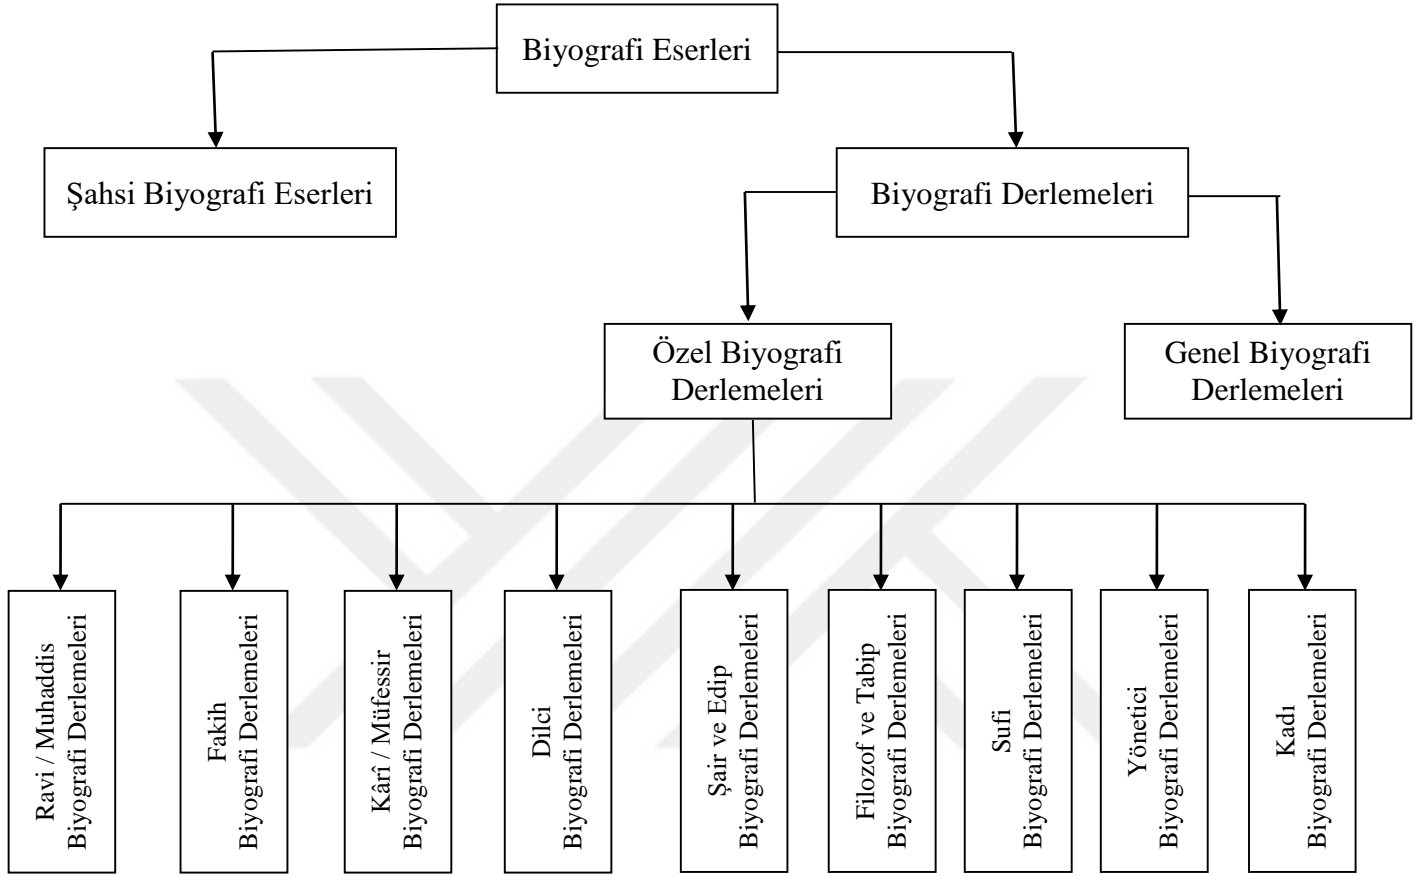 Biyografi Eserleri
Şahsi Biyografi Eserleri
Biyografi Derlemeleri
Özel Biyografi
Derlemeleri
Genel Biyografi
Derlemeleri
Ravi / Muhaddis
Biyografi Derlemeleri
Fakih
Biyografi Derlemeleri
Kârî / Müfessir
Biyografi Derlemeleri
Dilci
Biyografi Derlemeleri
Şair ve Edip
Biyografi Derlemeleri
Filozof ve Tabip
Biyografi Derlemeleri
Sufi
Biyografi Derlemeleri
Yönetici
Biyografi Derlemeleri
Kadı
Biyografi Derlemeleri